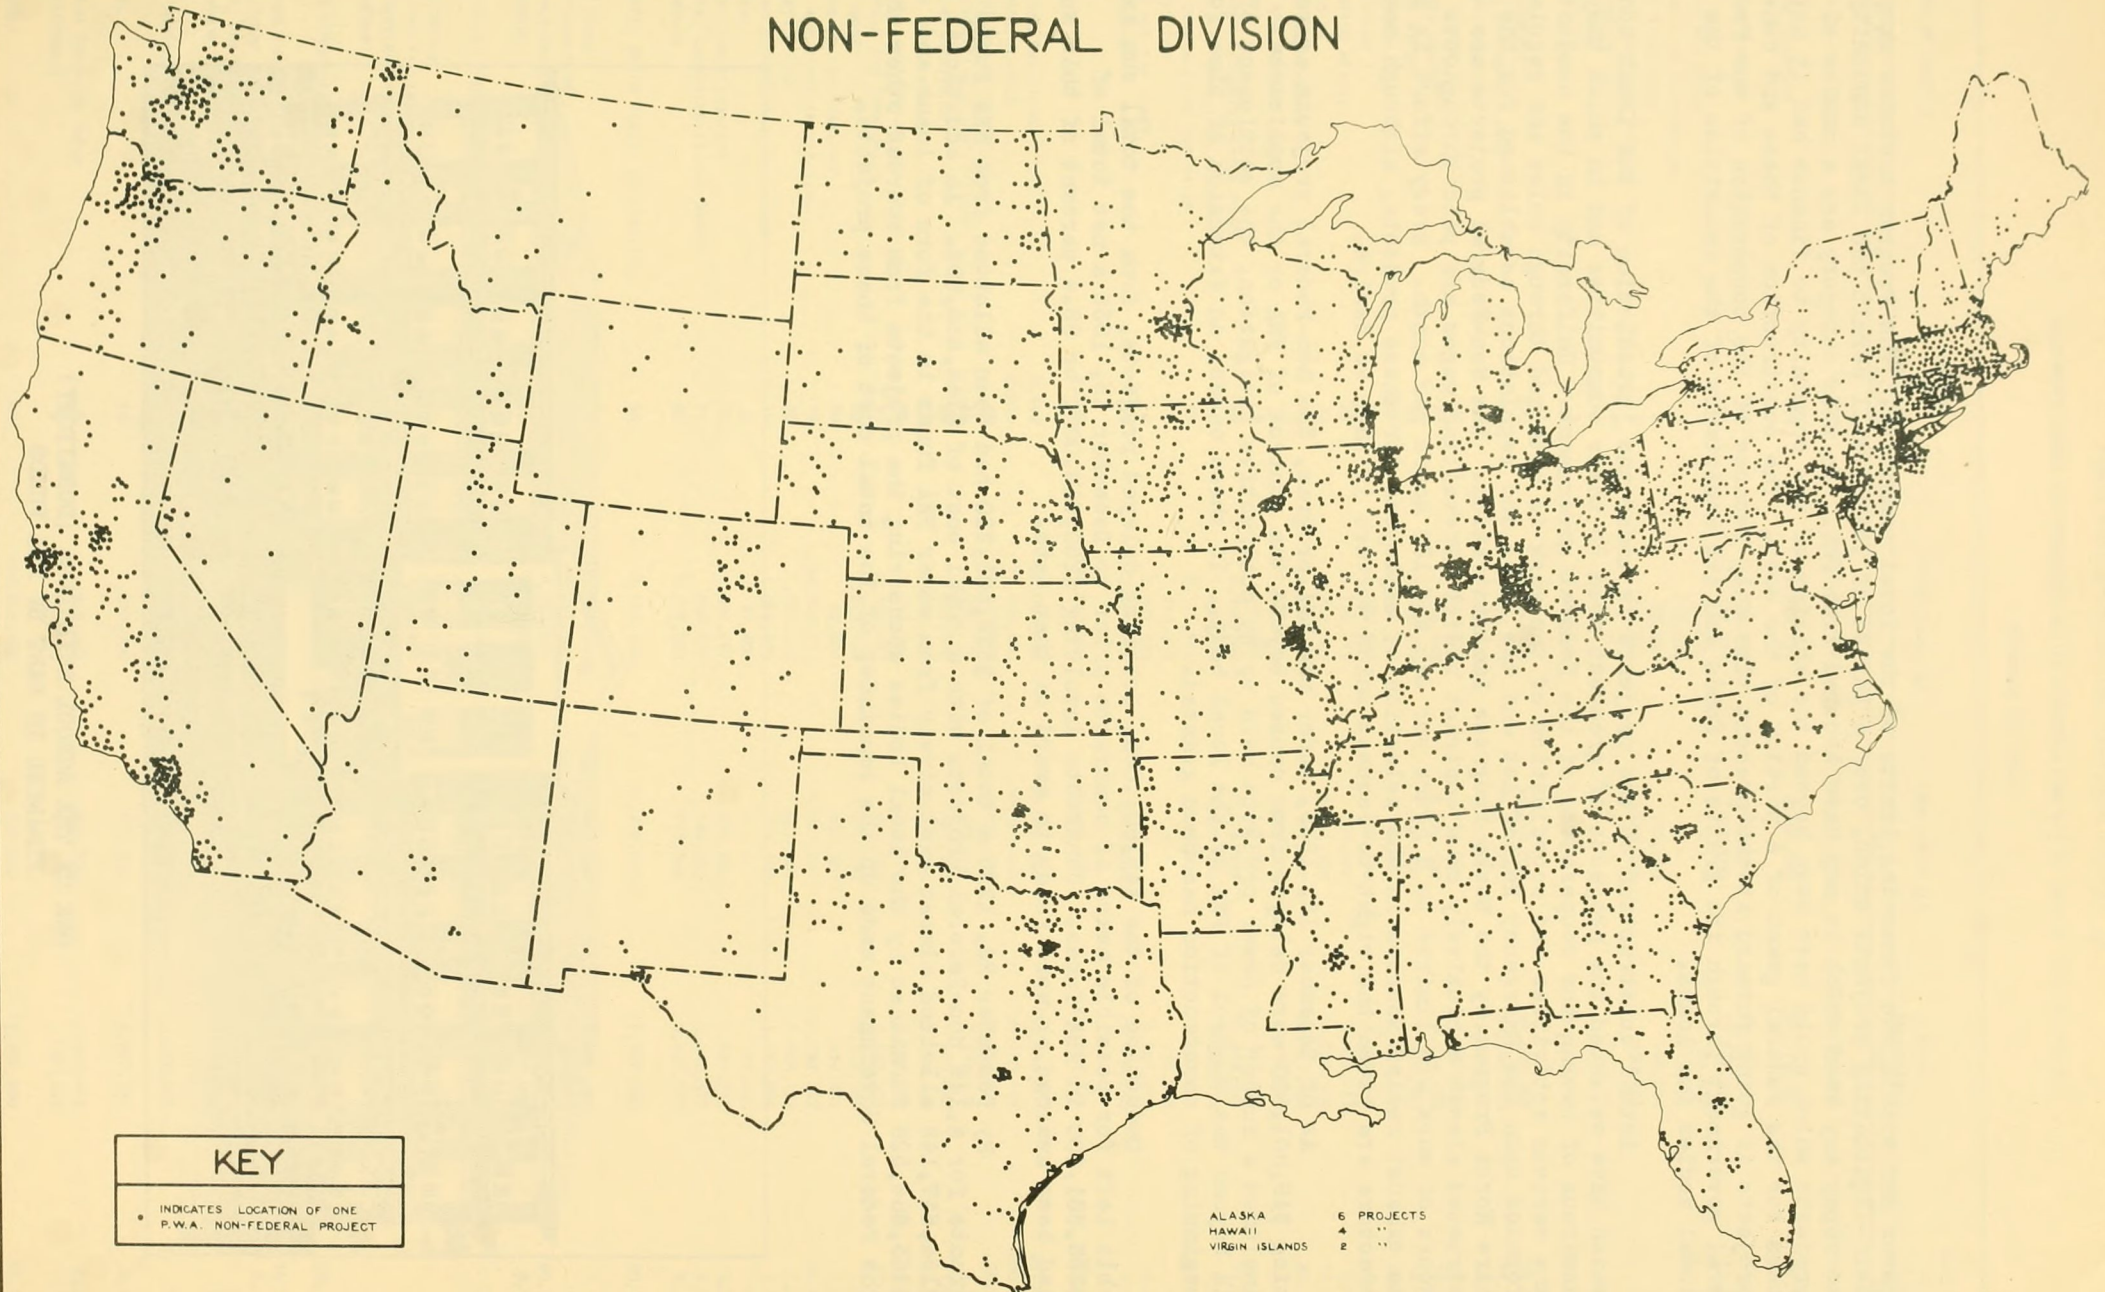 NON-FEDERAL DIVISION
KEY
INDICATES LOCATION OF ONE
P.W.A. NON-FEDERAL PROJECT
ALASKA 6 PROJECTS
HAWAII 4 "
VIRGIN ISLANDS 2 "